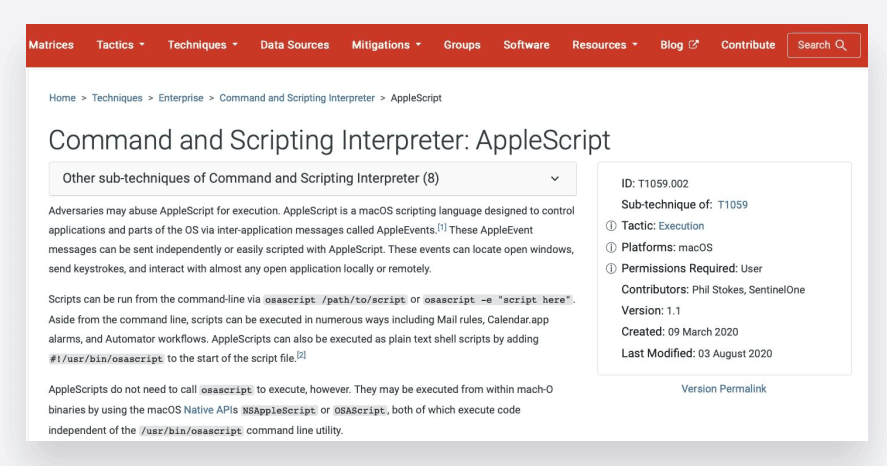 Matrices Tactics Techniques Data Sources Mitigations Groups Software Resources Blog Contribute Search
Home > Techniques > Enterprise > Command and Scripting Interpreter > AppleScript
Command and Scripting Interpreter: AppleScript
Other sub-techniques of Command and Scripting Interpreter (8)
Adversaries may abuse AppleScript for execution. AppleScript is a macOS scripting language designed to control
applications and parts of the OS via inter-application messages called AppleEvents.[1] These AppleEvent
messages can be sent independently or easily scripted with AppleScript. These events can locate open windows,
send keystrokes, and interact with almost any open application locally or remotely.
Scripts can be run from the command-line via osascript /path/to/script or osascript -e "script here".
Aside from the command line, scripts can be executed in numerous ways including Mail rules, Calendar.app
alarms, and Automator workflows. AppleScripts can also be executed as plain text shell scripts by adding
#!/usr/bin/osascript to the start of the script file.[2]
AppleScripts do not need to call osascript to execute, however. They may be executed from within mach-O
binaries by using the macOS Native APIs NSAppleScript or OSAScript, both of which execute code
independent of the /usr/bin/osascript command line utility.
ID: T1059.002
Sub-technique of: T1059
Tactic: Execution
Platforms: macOS
Permissions Required: User
Contributors: Phil Stokes, SentinelOne
Version: 1.1
Created: 09 March 2020
Last Modified: 03 August 2020
Version Permalink